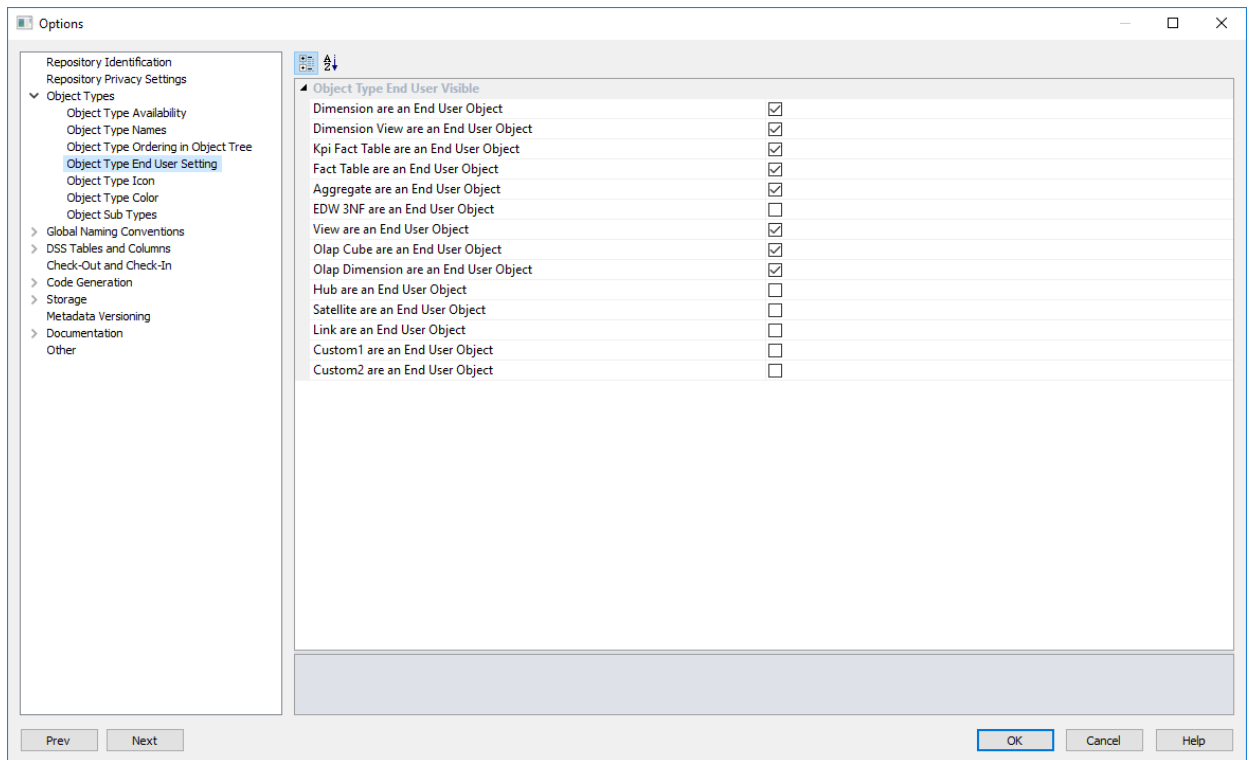 Options
Repository Identification
Repository Privacy Settings
Object Types
Object Type Availability
Object Type Names
Object Type Ordering in Object Tree
Object Type End User Setting
Object Type Icon
Object Type Color
Object Sub Types
Global Naming Conventions
DSS Tables and Columns
Check-Out and Check-In
Code Generation
Storage
Metadata Versioning
Documentation
Other
Object Type End User Visible
Dimension are an End User Object
Dimension View are an End User Object
Kpi Fact Table are an End User Object
Fact Table are an End User Object
Aggregate are an End User Object
EDW 3NF are an End User Object
View are an End User Object
Olap Cube are an End User Object
Olap Dimension are an End User Object
Hub are an End User Object
Satellite are an End User Object
Link are an End User Object
Custom1 are an End User Object
Custom2 are an End User Object
Prev
Next
OK
Cancel
Help